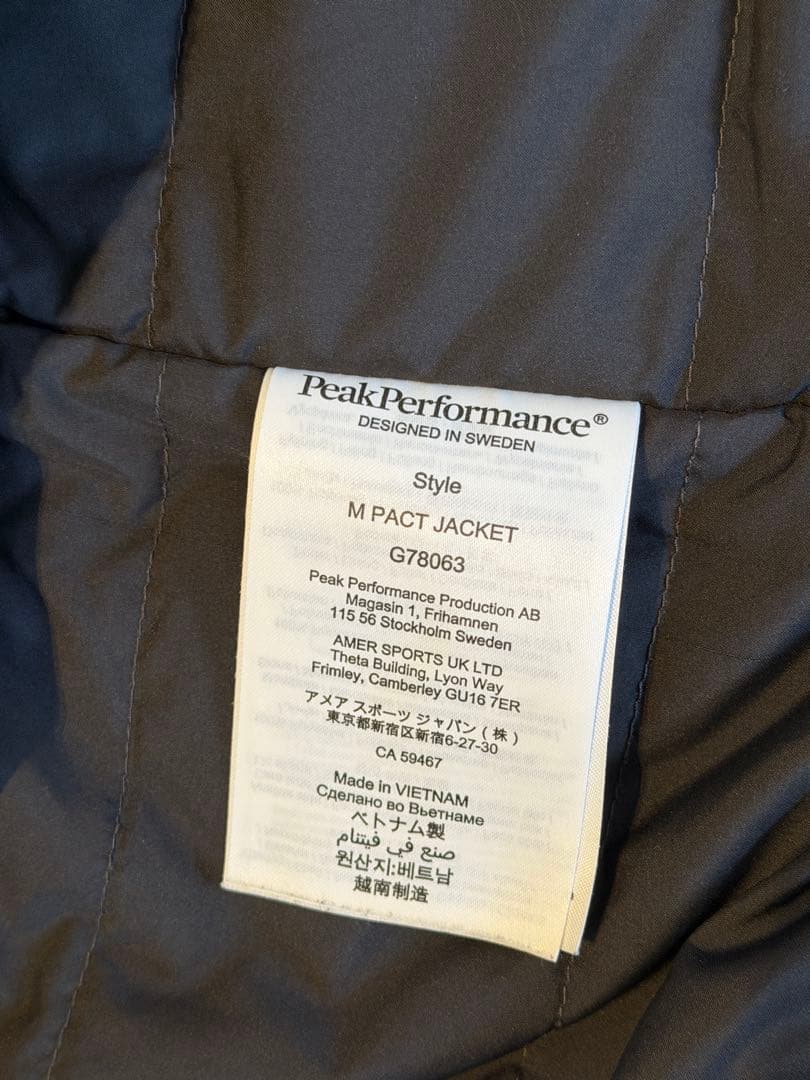 PeakPerformance®
DESIGNED IN SWEDEN
Style
M PACT JACKET
G78063
Peak Performance Production AB
Magasin 1, Frihamnen
115 56 Stockholm Sweden
AMER SPORTS UK LTD
Theta Building, Lyon Way
Frimley, Camberley GU16 7ER
アメア スポーツ ジャパン ( 株 )
東京都新宿区新宿6-27-30
CA 59467
Made in VIETNAM
Сделано во Вьетнаме
ベトナム製
صنع في فيتنام
원산지:베트남
越南制造